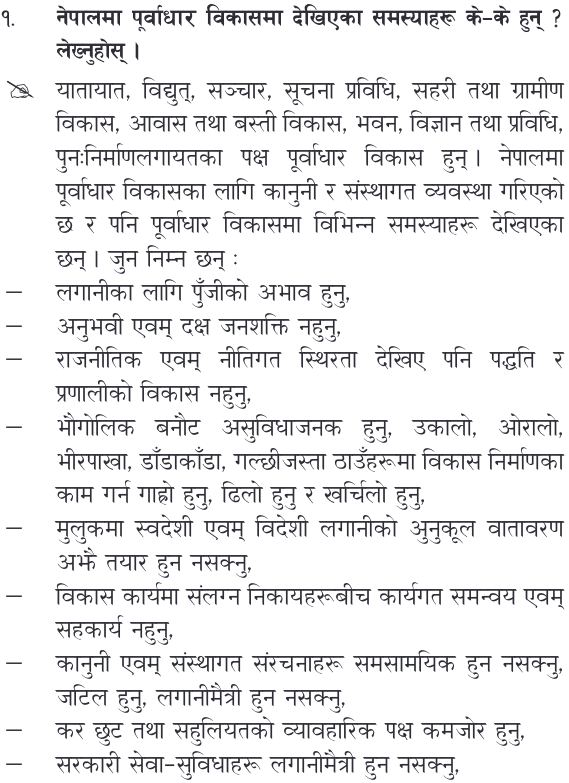 १. नेपालमा पूर्वाधार विकासमा देखिएका समस्याहरू के-के हुन् ?
लेख्नुहोस् ।
यातायात, विद्युत्, सञ्चार, सूचना प्रविधि, सहरी तथा ग्रामीण
विकास, आवास तथा बस्ती विकास, भवन, विज्ञान तथा प्रविधि,
पुनःनिर्माणलगायतका पक्ष पूर्वाधार विकास हुन् । नेपालमा
पूर्वाधार विकासका लागि कानुनी र संस्थागत व्यवस्था गरिएको
छ र पनि पूर्वाधार विकासमा विभिन्न समस्याहरू देखिएका
छन् । जुन निम्न छन् :
– लगानीका लागि पुँजीको अभाव हुनु,
– अनुभवी एवम् दक्ष जनशक्ति नहुनु,
– राजनीतिक एवम् नीतिगत स्थिरता देखिए पनि पद्धति र
प्रणालीको विकास नहुनु,
– भौगोलिक बनौट असुविधाजनक हुनु, उकालो, ओरालो,
भीरपाखा, डाँडाकाँडा, गल्छीजस्ता ठाउँहरूमा विकास निर्माणका
काम गर्न गाह्रो हुनु, ढिलो हुनु र खर्चिलो हुनु,
– मुलुकमा स्वदेशी एवम् विदेशी लगानीको अुनुकूल वातावरण
अझै तयार हुन नसक्नु,
– विकास कार्यमा संलग्न निकायहरूबीच कार्यगत समन्वय एवम्
सहकार्य नहुनु,
– कानुनी एवम् संस्थागत संरचनाहरू समसामयिक हुन नसक्नु,
जटिल हुनु, लगानीमैत्री हुन नसक्नु,
– कर छुट तथा सहुलियतको व्यावहारिक पक्ष कमजोर हुनु,
– सरकारी सेवा-सुविधाहरू लगानीमैत्री हुन नसक्नु,